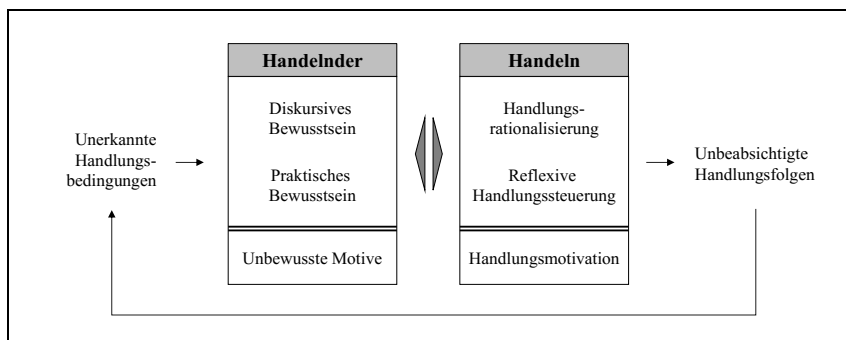 Handelnder
Handeln
Unerkannte
Handlungs-
bedingungen
Diskursives
Bewusstsein
Praktisches
Bewusstsein
Unbewusste Motive
Handlungs-
rationalisierung
Reflexive
Handlungssteuerung
Handlungsmotivation
Unbeabsichtigte
Handlungsfolgen